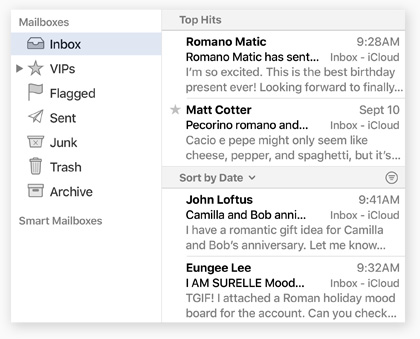 Mailboxes
Inbox
VIPs
Flagged
Sent
Junk
Trash
Archive
Smart Mailboxes
Top Hits
Romano Matic 9:28AM
Romano Matic has sent... Inbox - iCloud
I'm so excited. This is the best birthday
present ever! Looking forward to finally...
Matt Cotter Sept 10
Pecorino romano and... Inbox - iCloud
Cacio e pepe might only seem like
cheese, pepper, and spaghetti, but it's...
Sort by Date
John Loftus 9:41AM
Camilla and Bob anni... Inbox - iCloud
I have a romantic gift idea for Camilla
and Bob's anniversary. Let me know...
Eungee Lee 9:32AM
I AM SURELLE Mood... Inbox - iCloud
TGIF! I attached a Roman holiday mood
board for the account. Can you check...